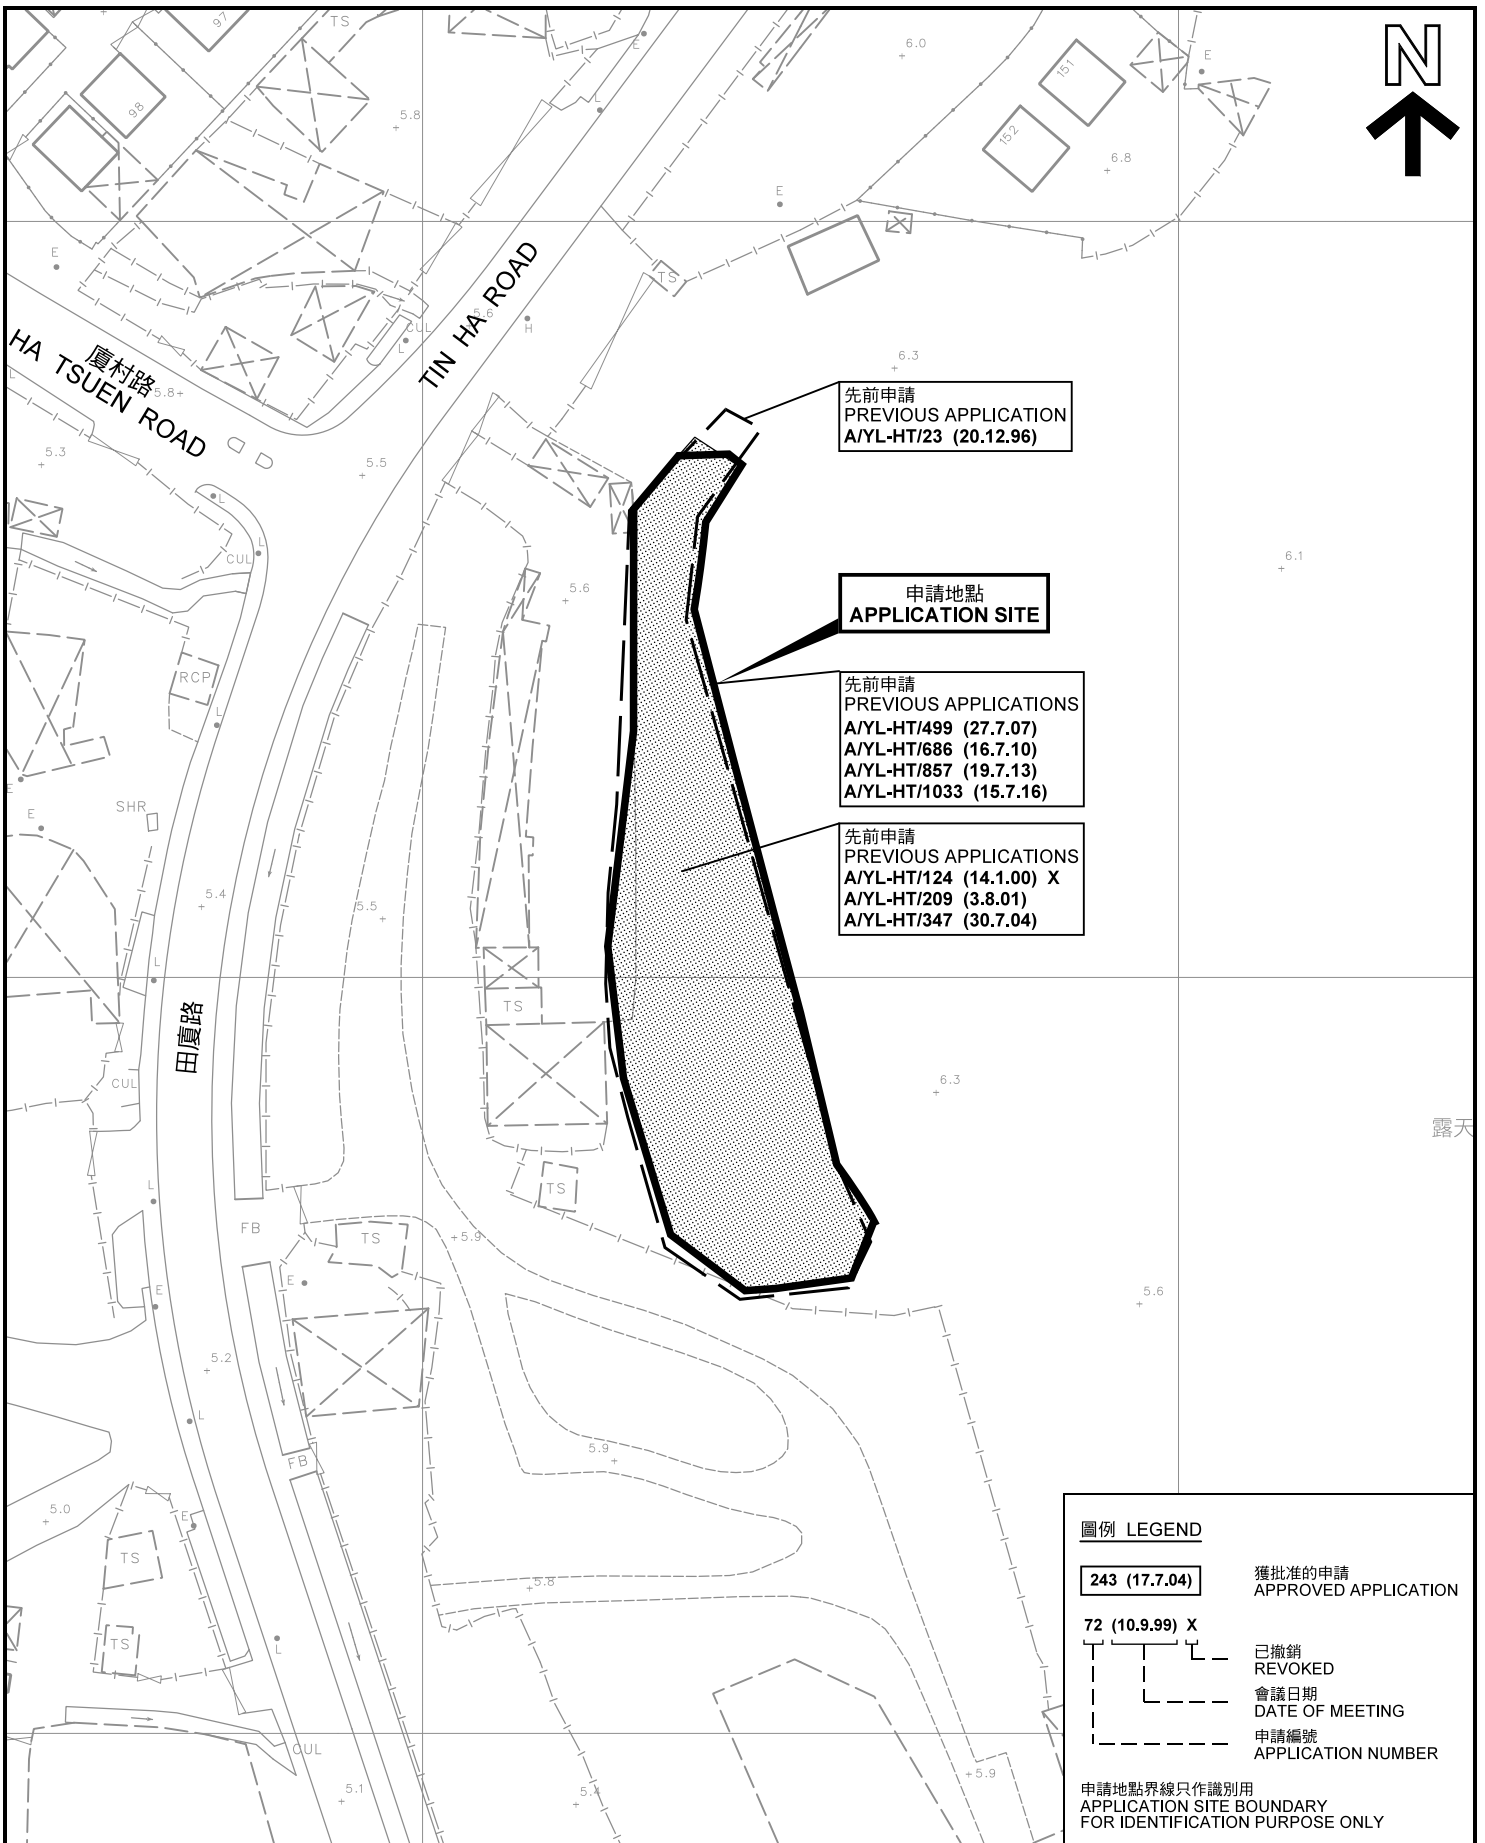 N
97
98
TS
E
L
5.8
6.0
E
151
152
6.8
E
E
TS
廈村路
HA TSUEN ROAD
5.8
CUL
L
5.6
H
TIN HA ROAD
6.3
L
5.3
5.5
先前申請
PREVIOUS APPLICATION
A/YL-HT/23 (20.12.96)
L
L
CUL
5.6
6.1
申請地點
APPLICATION SITE
RCP
L
先前申請
PREVIOUS APPLICATIONS
A/YL-HT/499 (27.7.07)
A/YL-HT/686 (16.7.10)
A/YL-HT/857 (19.7.13)
A/YL-HT/1033 (15.7.16)
E
E
SHR
先前申請
PREVIOUS APPLICATIONS
A/YL-HT/124 (14.1.00) X
A/YL-HT/209 (3.8.01)
A/YL-HT/347 (30.7.04)
5.4
5.5
L
TS
田廈路
CUL
6.3
露天
L
TS
FB
TS
5.9
E
E
5.6
5.2
L
FB
5.9
5.0
E
TS
5.8
TS
L
CUL
5.1
5.4
5.9
圖例 LEGEND
243 (17.7.04)
獲批准的申請
APPROVED APPLICATION
72 (10.9.99) X
已撤銷
REVOKED
會議日期
DATE OF MEETING
申請編號
APPLICATION NUMBER
申請地點界線只作識別用
APPLICATION SITE BOUNDARY
FOR IDENTIFICATION PURPOSE ONLY